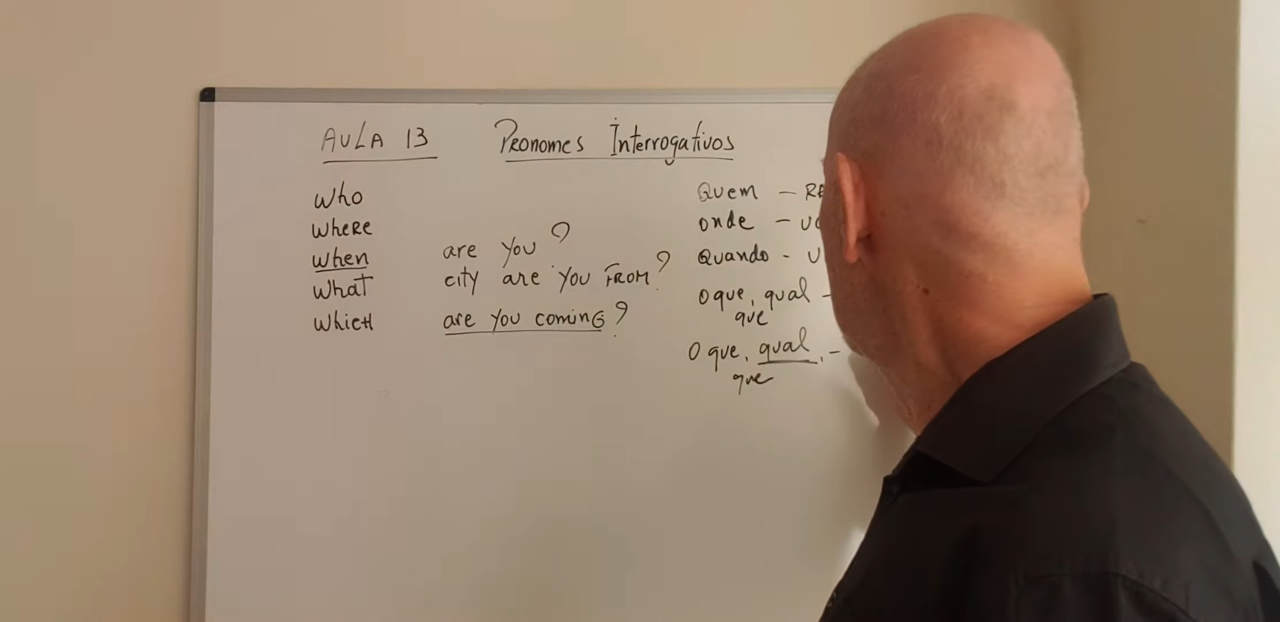 AULA 13 Pronomes Interrogativos
WHO Quem –
WHERE onde –
WHEN are you? Quando -
WHAT city are you FROM? O que, qual –
que
WHICH are you coming? O que, qual, –
que